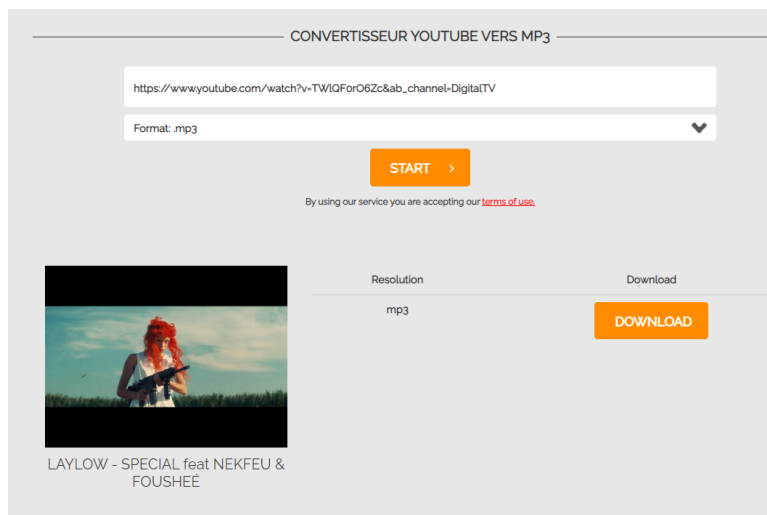 CONVERTISSEUR YOUTUBE VERS MP3
https://www.youtube.com/watch?v=TWlQF0rO6Zc&ab_channel=DigitalTV
Format: .mp3
START >
By using our service you are accepting our terms of use.
Resolution
Download
mp3
DOWNLOAD
LAYLOW - SPECIAL feat NEKFEU &
FOUSHEÉ